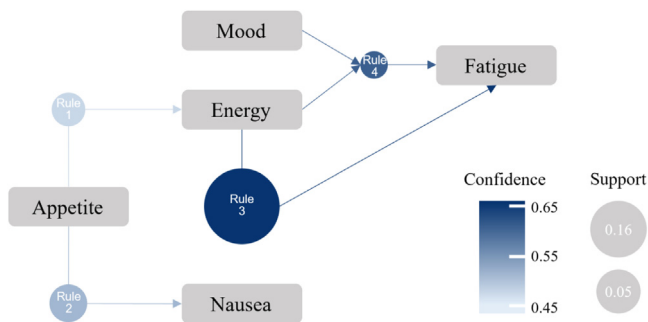 Mood
Rule
4
Fatigue
Rule
1
Energy
Rule
3
Appetite
Rule
2
Nausea
Confidence
0.65
0.55
0.45
Support
0.16
0.05